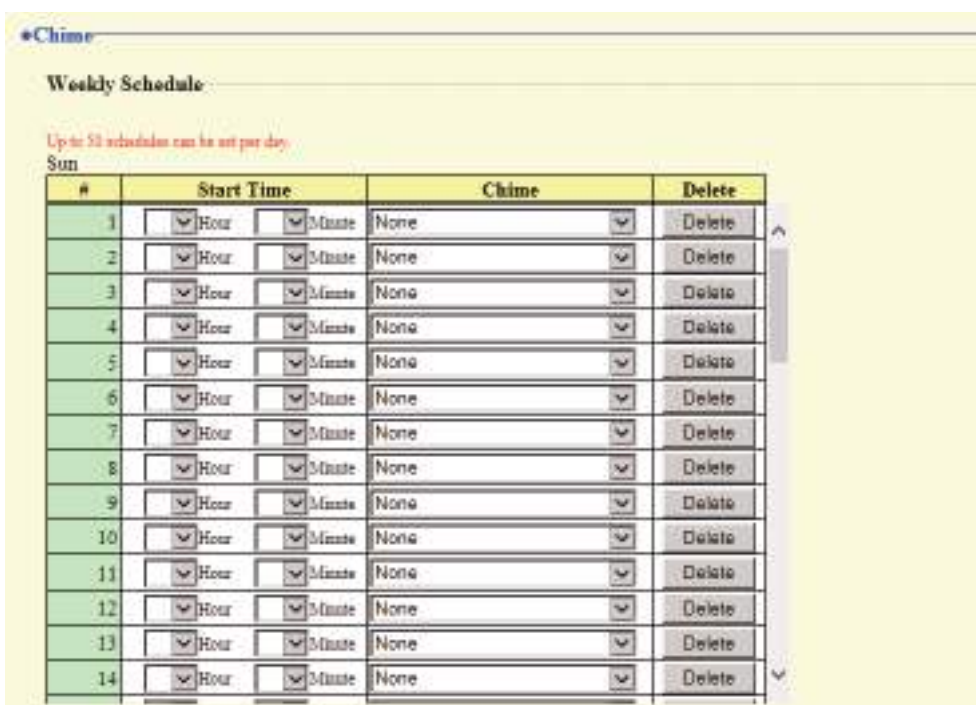 Chime
Weekly Schedule
Up to 50 schedules can be set per day.
Sun
# Start Time Chime Delete
1 Hour Minute None Delete
2 Hour Minute None Delete
3 Hour Minute None Delete
4 Hour Minute None Delete
5 Hour Minute None Delete
6 Hour Minute None Delete
7 Hour Minute None Delete
8 Hour Minute None Delete
9 Hour Minute None Delete
10 Hour Minute None Delete
11 Hour Minute None Delete
12 Hour Minute None Delete
13 Hour Minute None Delete
14 Hour Minute None Delete